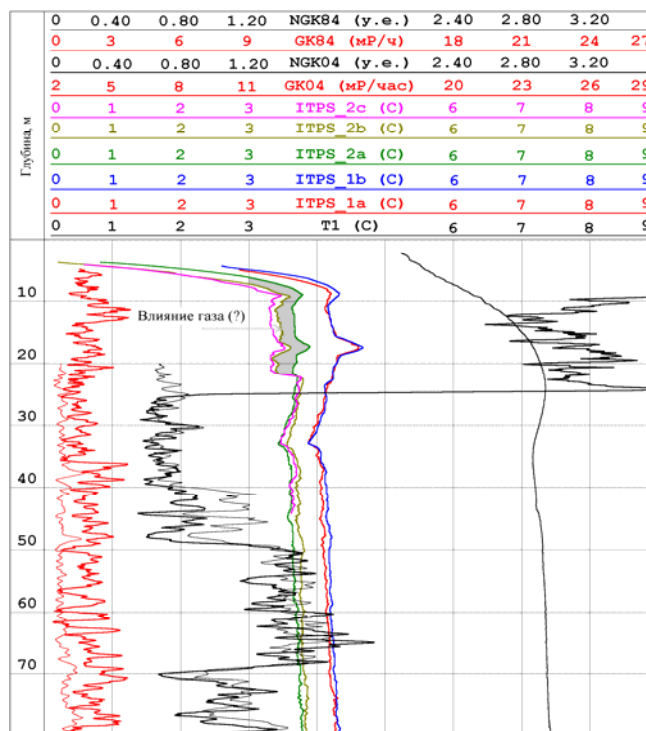 Глубина, м
0 0.40 0.80 1.20 NGK84 (у.е.) 2.40 2.80 3.20
0 3 6 9 GK84 (мР/ч) 18 21 24 27
0 0.40 0.80 1.20 NGK04 (у.е.) 2.40 2.80 3.20
2 5 8 11 GK04 (мР/час) 20 23 26 29
0 1 2 3 ITPS_2c (C) 6 7 8 9
0 1 2 3 ITPS_2b (C) 6 7 8 9
0 1 2 3 ITPS_2a (C) 6 7 8 9
0 1 2 3 ITPS_1b (C) 6 7 8 9
0 1 2 3 ITPS_1a (C) 6 7 8 9
0 1 2 3 T1 (C) 6 7 8 9
10
Влияние газа (?)
20
30
40
50
60
70